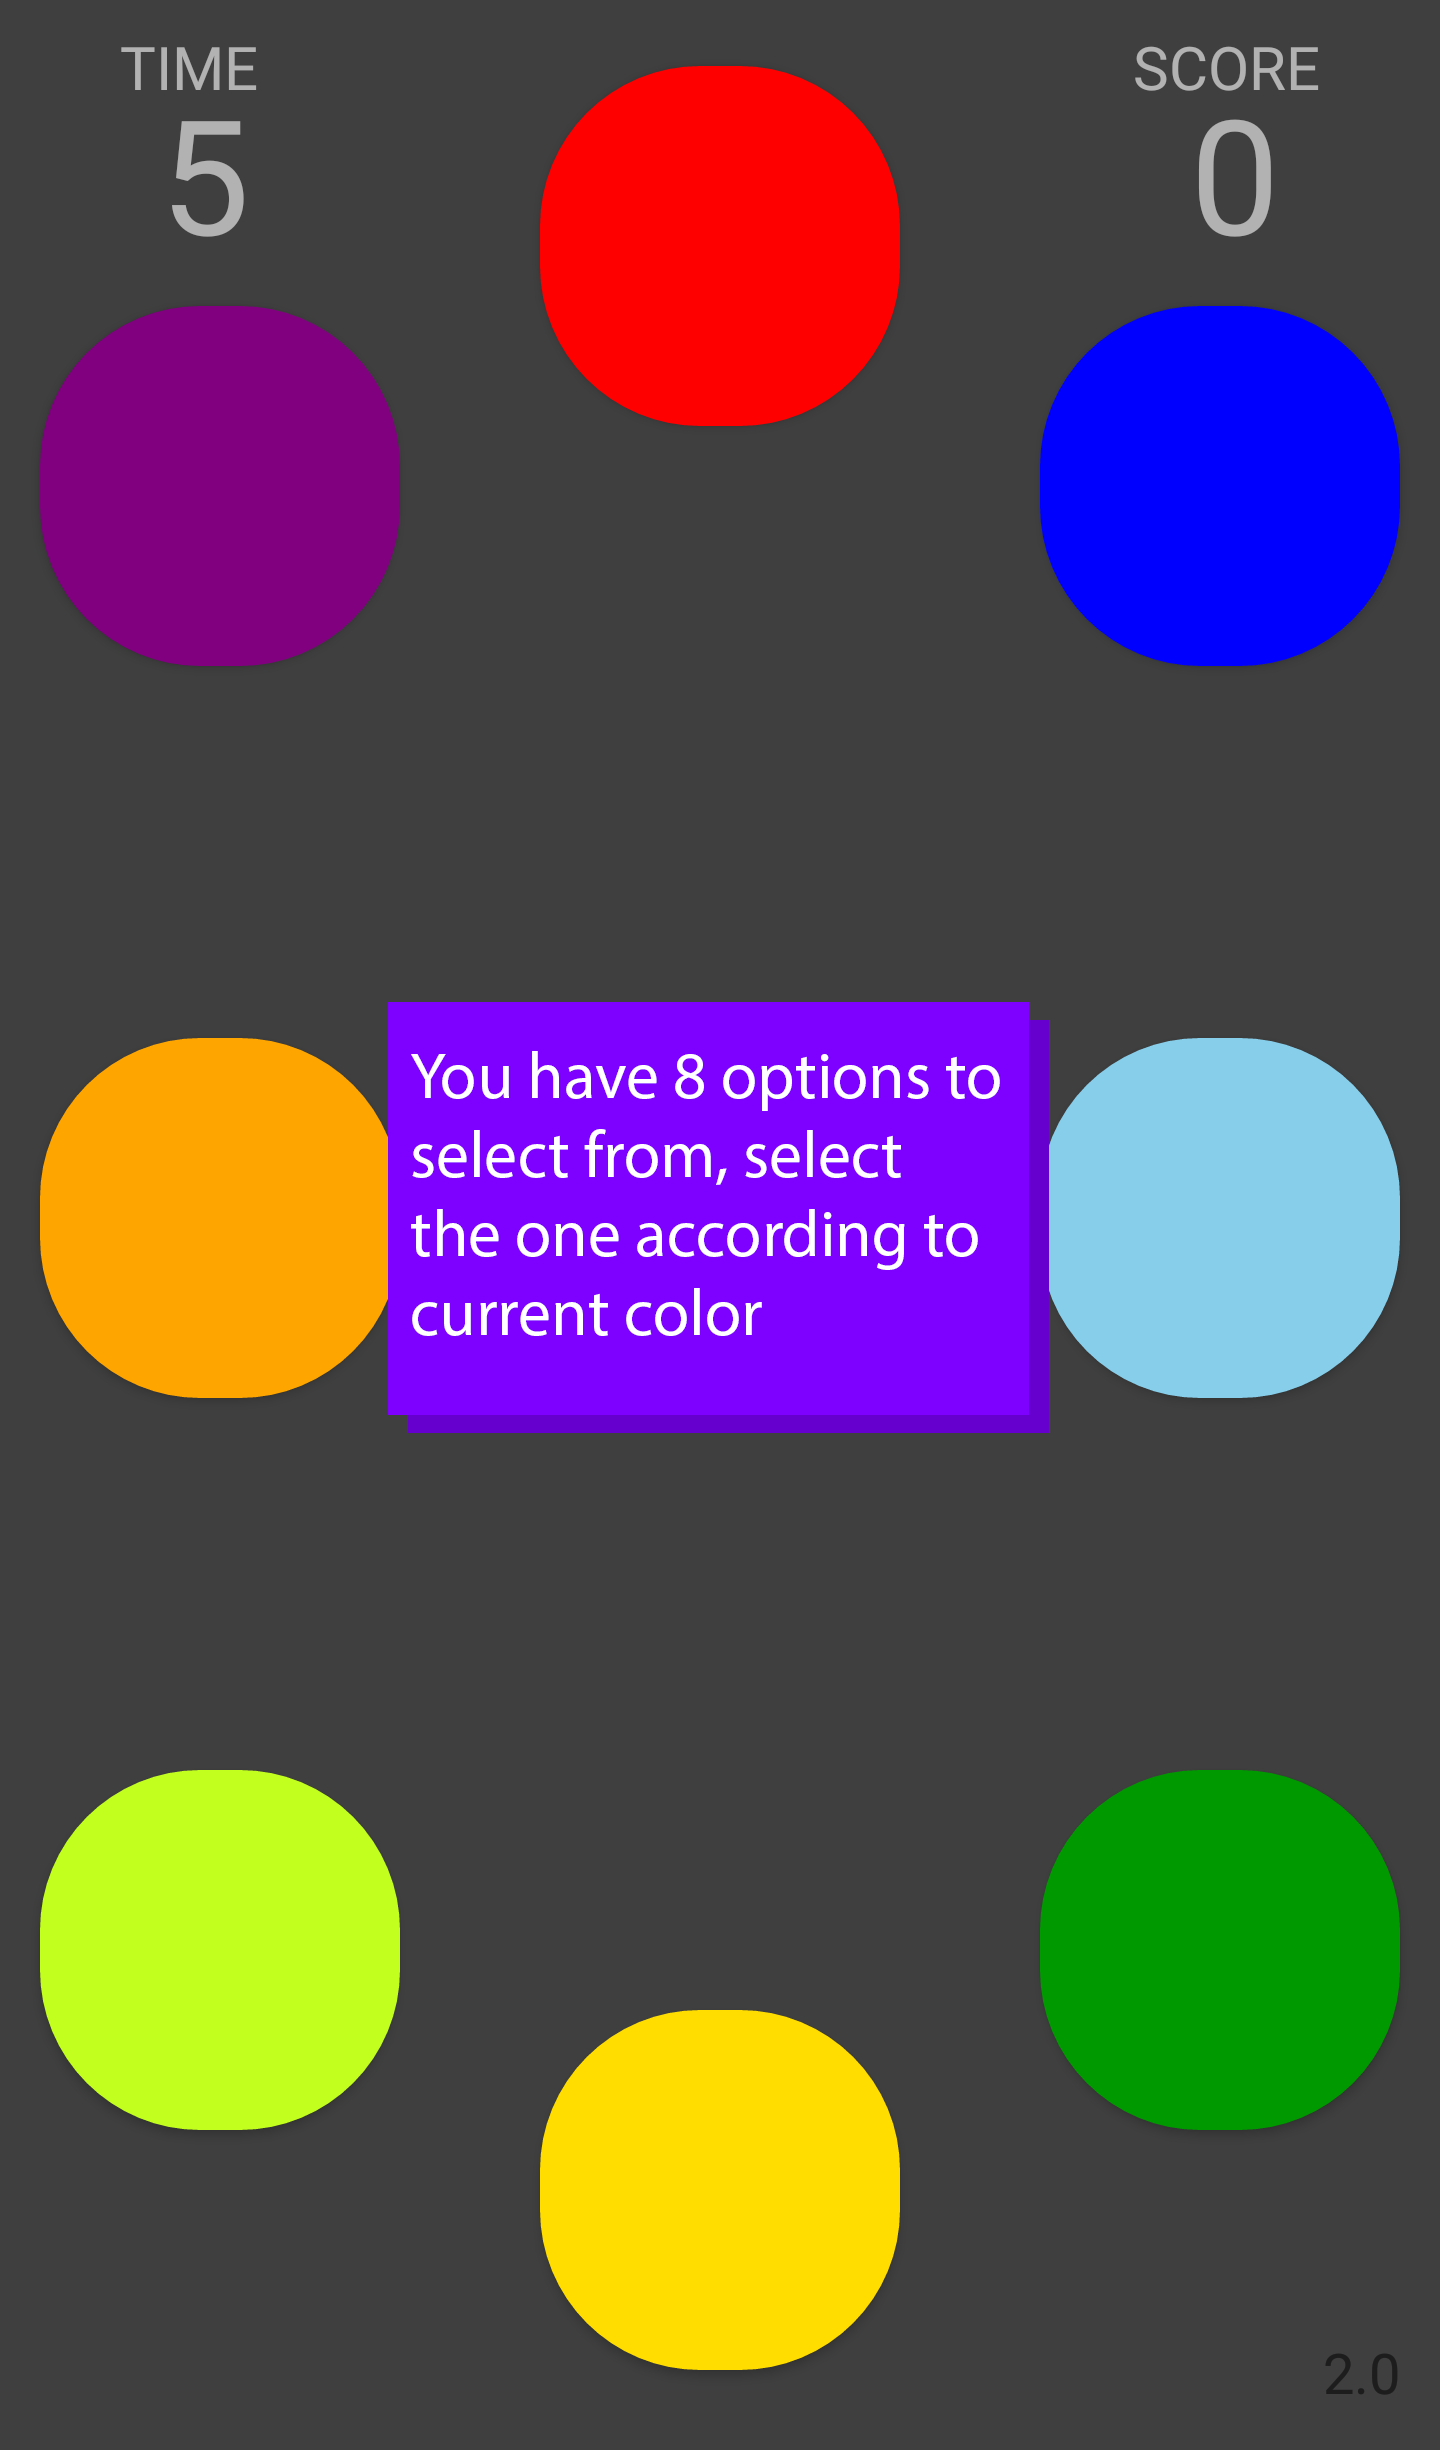 TIME
SCORE
5
0
You have 8 options to
select from, select
the one according to
current color
2.0